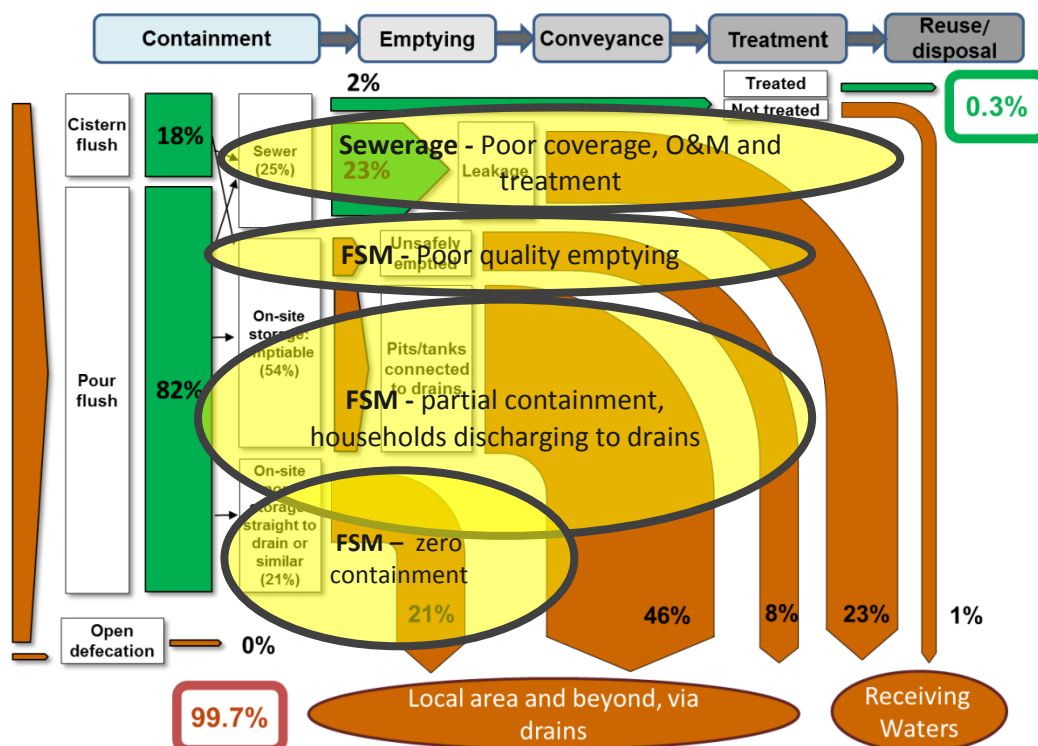 Containment
Emptying
Conveyance
Treatment
Reuse/
disposal
2%
Treated
Not treated
0.3%
Cistern
flush
18%
Sewer
(25%)
23%
Leakage
Sewerage - Poor coverage, O&M and
treatment
Unsafely
emptied
FSM - Poor quality emptying
On-site
storage:
mptiable
(54%)
Pits/tanks
connected
to drains
Pour
flush
82%
FSM - partial containment,
households discharging to drains
On-site
non-
storage
straight to
drain or
similar
(21%)
FSM – zero
containment
21%
46%
8%
23%
1%
Open
defecation
0%
99.7%
Local area and beyond, via
drains
Receiving
Waters